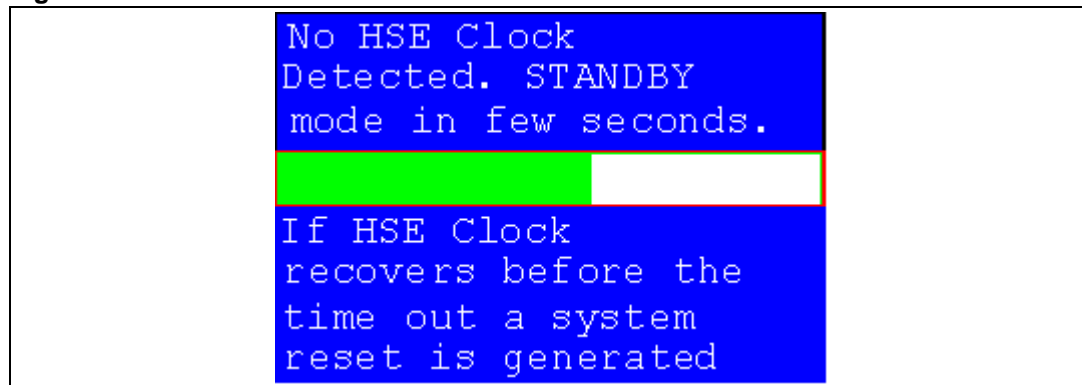 No HSE Clock
Detected. STANDBY
mode in few seconds.
If HSE Clock
recovers before the
time out a system
reset is generated